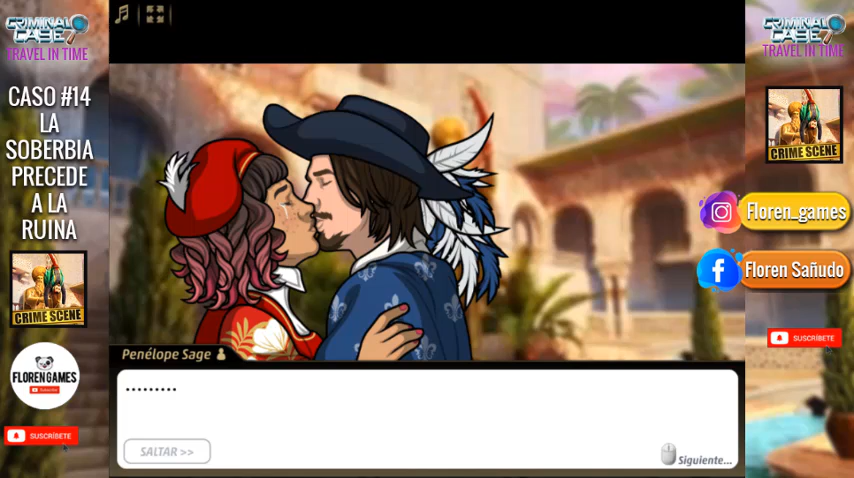 CRIMINAL
CASE
TRAVEL IN TIME
CASO #14
LA
SOBERBIA
PRECEDE
A LA
RUINA
CRIME SCENE
FLOREN GAMES
SUSCRÍBETE
Penélope Sage
.........
SALTAR >>
Siguiente...
CRIMINAL
CASE
TRAVEL IN TIME
CRIME SCENE
Floren_games
Floren Sañudo
SUSCRÍBETE